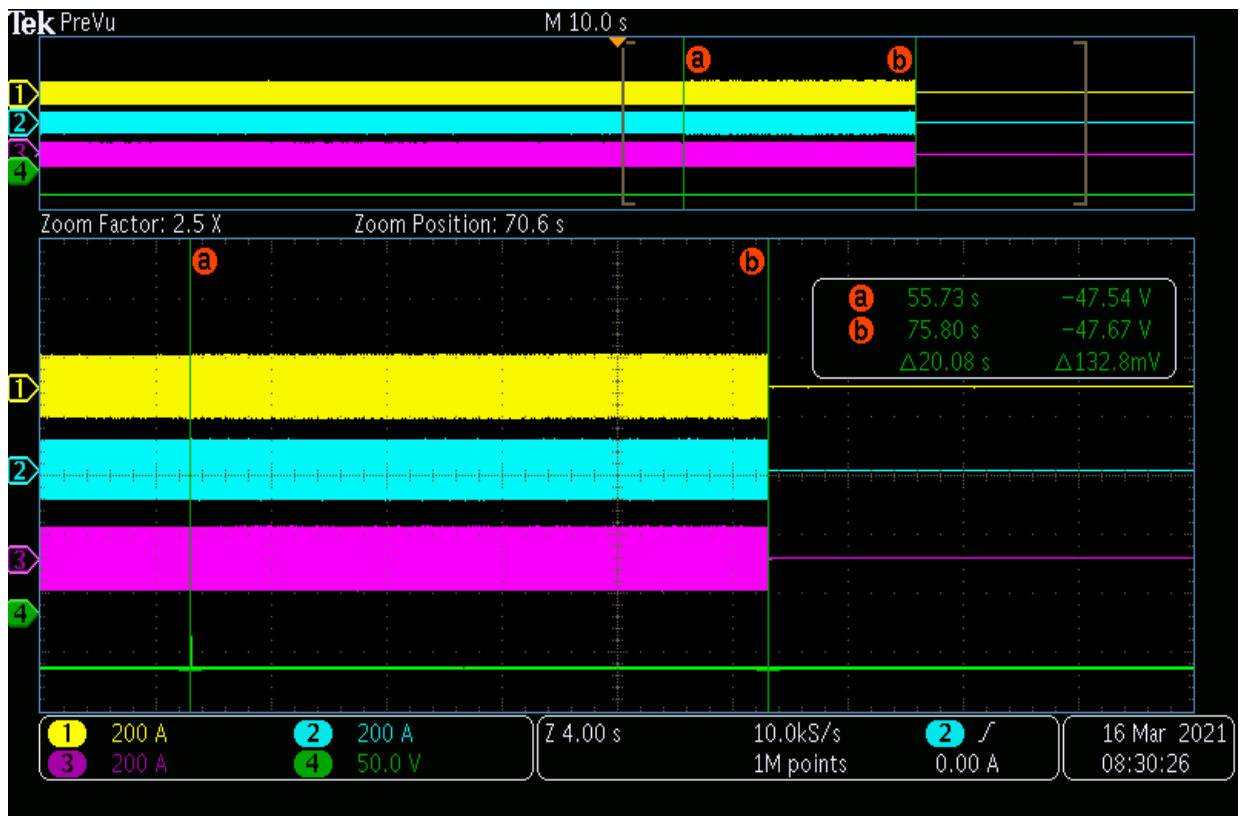 Tek PreVu M 10.0 s
a b
1
2
3
4
Zoom Factor: 2.5 X Zoom Position: 70.6 s
a b
a 55.73 s -47.54 V
b 75.80 s -47.67 V
Δ20.08 s Δ132.8mV
1
2
3
4
1 200 A 2 200 A Z 4.00 s 10.0kS/s 2 16 Mar 2021
3 200 A 4 50.0 V 1M points 0.00 A 08:30:26